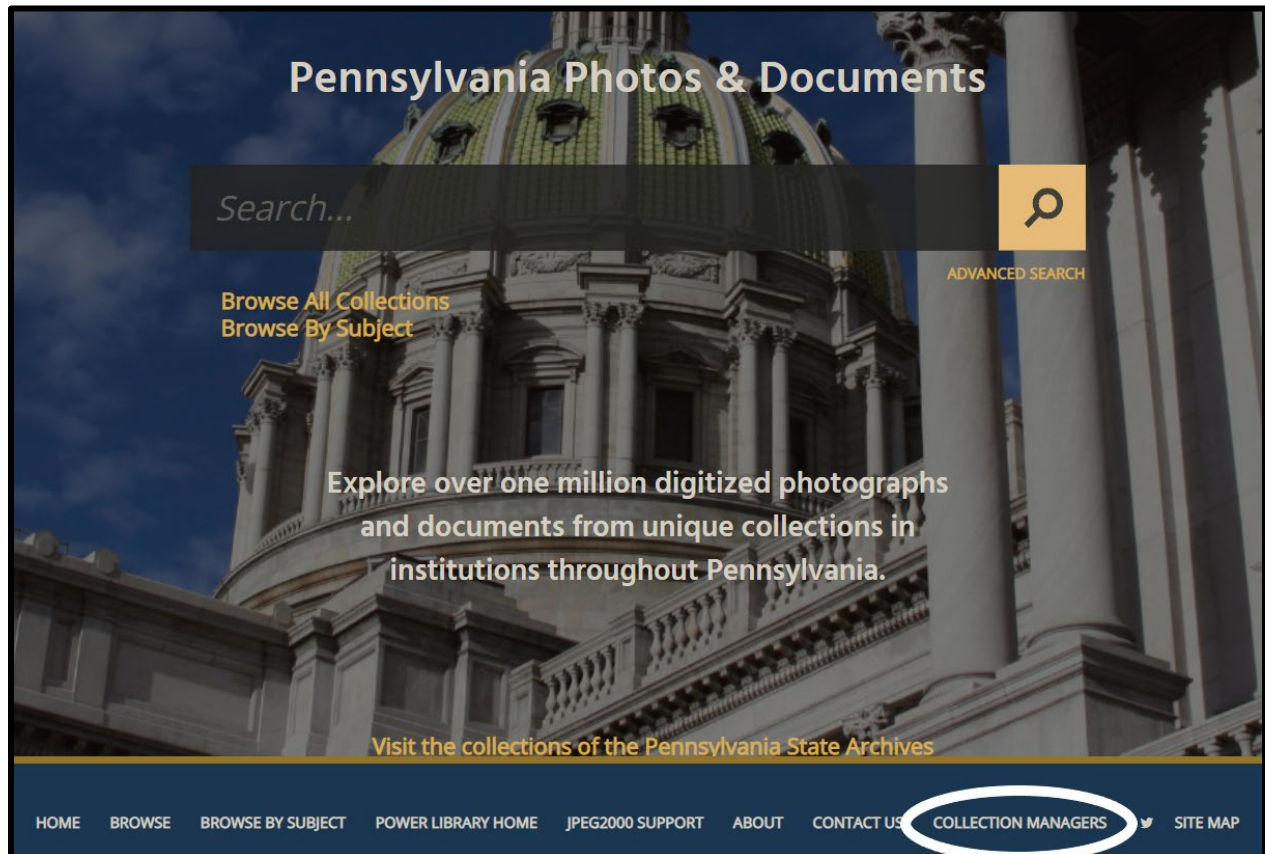 Pennsylvania Photos & Documents
Search...
ADVANCED SEARCH
Browse All Collections
Browse By Subject
Explore over one million digitized photographs
and documents from unique collections in
institutions throughout Pennsylvania.
Visit the collections of the Pennsylvania State Archives
HOME BROWSE BROWSE BY SUBJECT POWER LIBRARY HOME JPEG2000 SUPPORT ABOUT CONTACT US COLLECTION MANAGERS SITE MAP